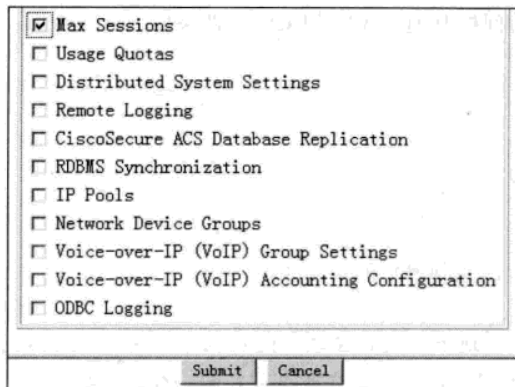 Max Sessions
Usage Quotas
Distributed System Settings
Remote Logging
CiscoSecure ACS Database Replication
RDBMS Synchronization
IP Pools
Network Device Groups
Voice-over-IP (VoIP) Group Settings
Voice-over-IP (VoIP) Accounting Configuration
ODBC Logging
Submit Cancel